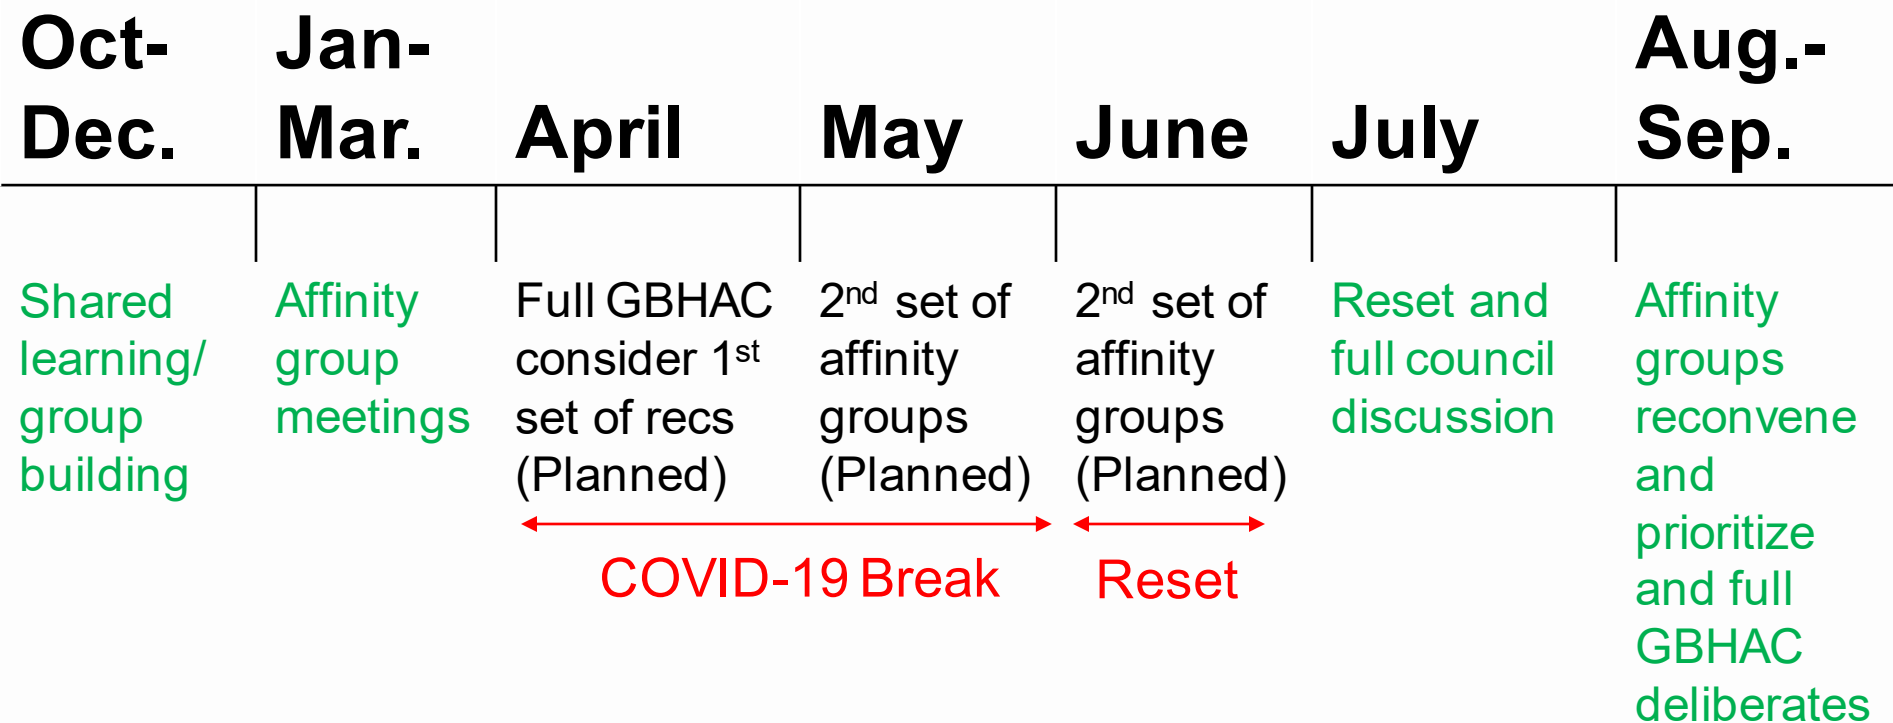 Oct-
Dec.
Jan-
Mar.
April
May
June
July
Aug.-
Sep.
Shared
learning/
group
building
Affinity
group
meetings
Full GBHAC
consider 1st
set of recs
(Planned)
2nd set of
affinity
groups
(Planned)
2nd set of
affinity
groups
(Planned)
Reset and
full council
discussion
Affinity
groups
reconvene
and
prioritize
and full
GBHAC
deliberates
COVID-19 Break
Reset